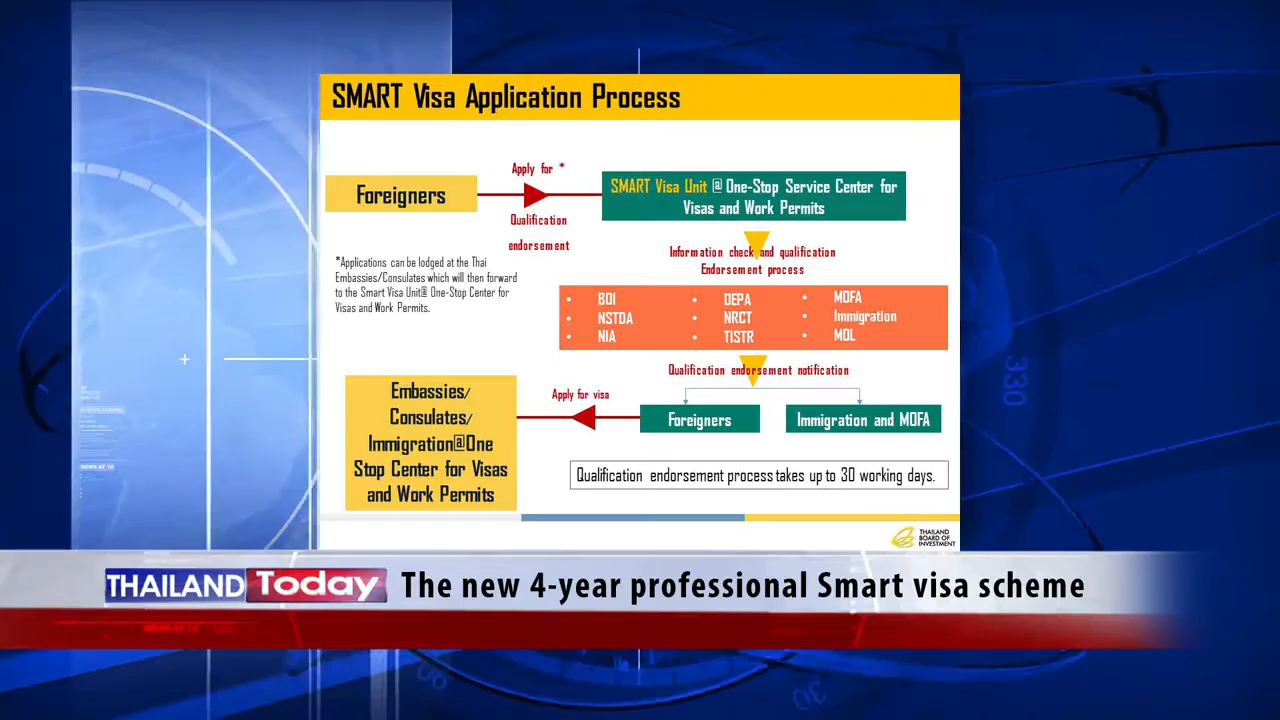 SMART Visa Application Process
Apply for *
Foreigners
SMART Visa Unit @ One-Stop Service Center for
Visas and Work Permits
Qualification
endorsement
Information check and qualification
Endorsement process
*Applications can be lodged at the Thai
Embassies/Consulates which will then forward
to the Smart Visa Unit@ One-Stop Center for
Visas and Work Permits.
• BOI • DEPA • MOFA
• NSTDA • NRCT • Immigration
• NIA • TISTR • MOL
Qualification endorsement notification
Embassies/
Consulates/
Immigration@One
Stop Center for Visas
and Work Permits
Apply for visa
Foreigners
Immigration and MOFA
Qualification endorsement process takes up to 30 working days.
THAILAND
BOARD OF
INVESTMENT
THAILAND Today
The new 4-year professional Smart visa scheme
330
NEWS AT 10